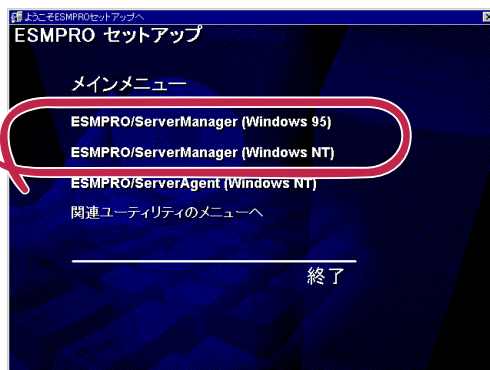 ようこそESMPROセットアップへ
ESMPRO セットアップ
メインメニュー
ESMPRO/ServerManager (Windows 95)
ESMPRO/ServerManager (Windows NT)
ESMPRO/ServerAgent (Windows NT)
関連ユーティリティのメニューへ
終了